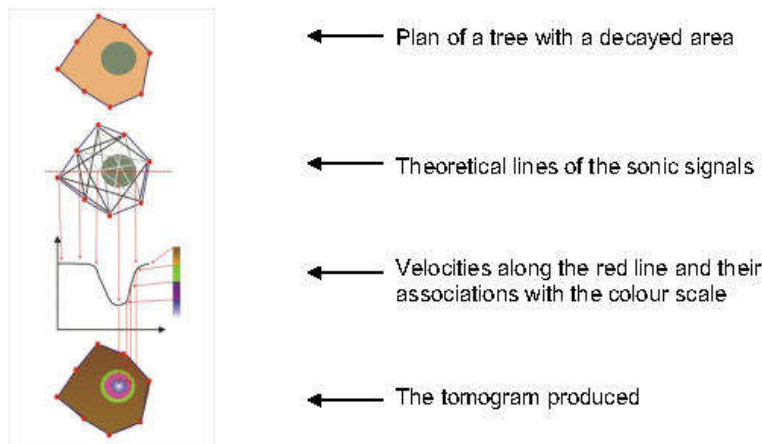 Plan of a tree with a decayed area
Theoretical lines of the sonic signals
Velocities along the red line and their
associations with the colour scale
The tomogram produced